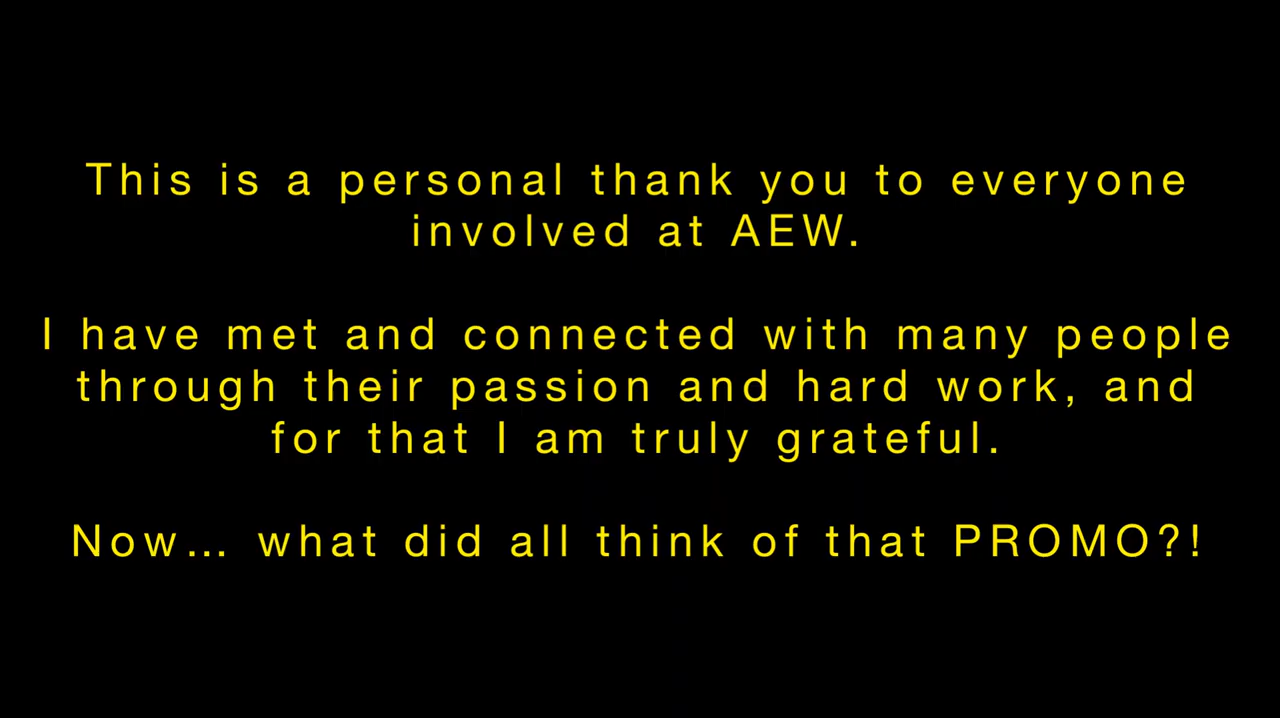 This is a personal thank you to everyone
involved at AEW.
I have met and connected with many people
through their passion and hard work, and
for that I am truly grateful.
Now... what did all think of that PROMO?!